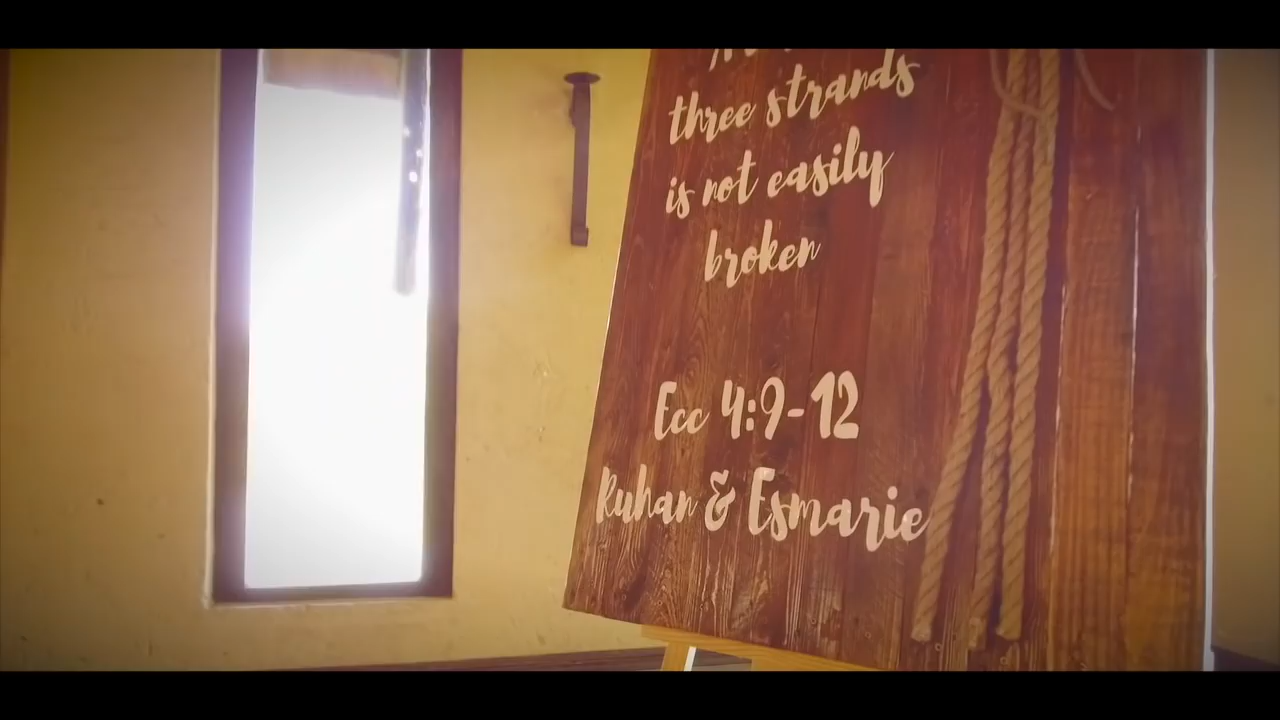 three strands
is not easily
broken
Ecc 4:9-12
Ruhan & Esmarie